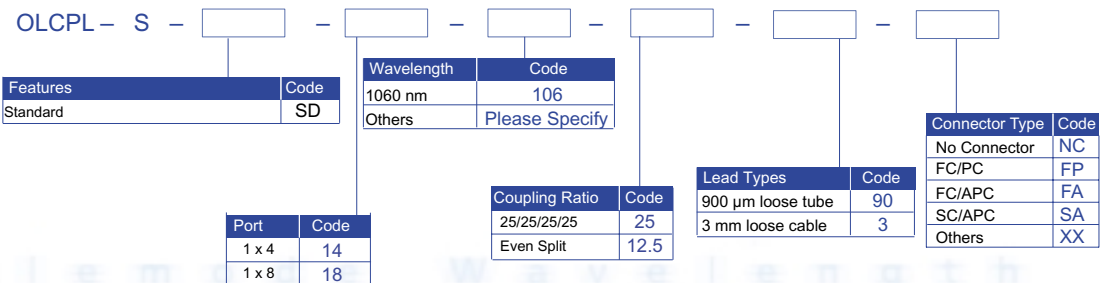 OLCPL – S – – – – – –
Features Code
Standard SD
Wavelength Code
1060 nm 106
Others Please Specify
Port Code
1 x 4 14
1 x 8 18
Coupling Ratio Code
25/25/25/25 25
Even Split 12.5
Lead Types Code
900 µm loose tube 90
3 mm loose cable 3
Connector Type Code
No Connector NC
FC/PC FP
FC/APC FA
SC/APC SA
Others XX